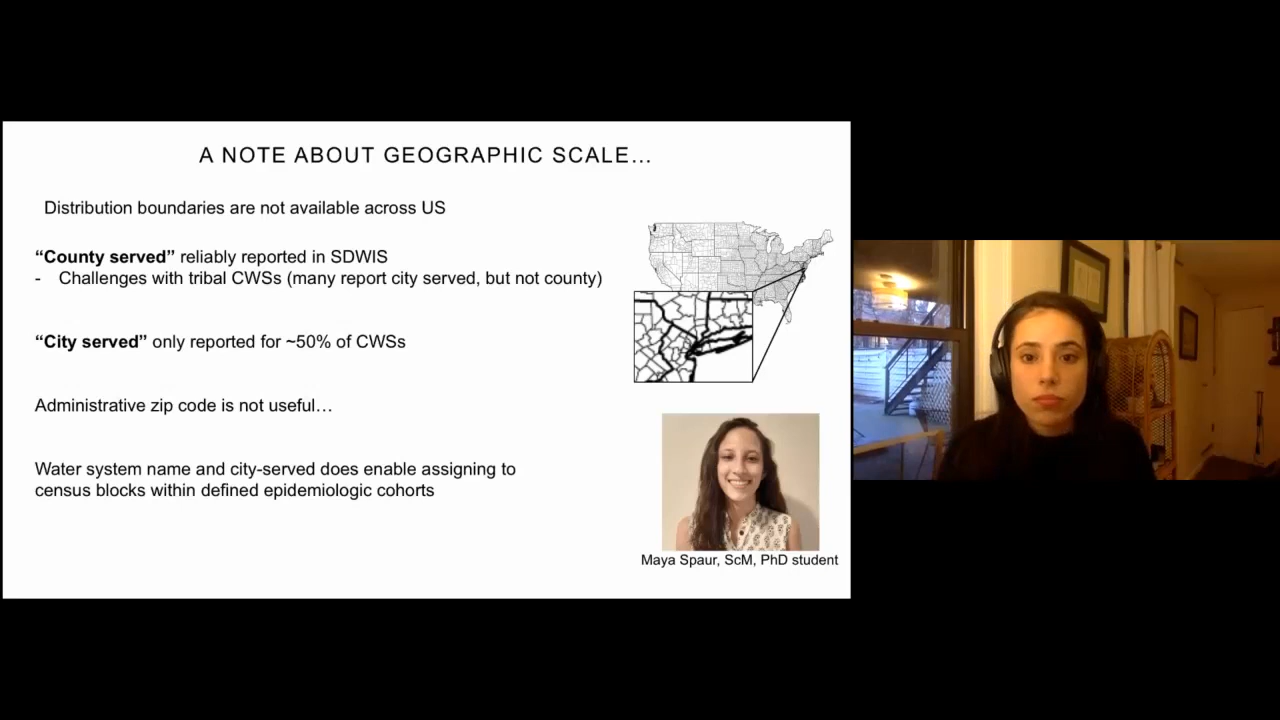 A NOTE ABOUT GEOGRAPHIC SCALE…
Distribution boundaries are not available across US
“County served” reliably reported in SDWIS
- Challenges with tribal CWSs (many report city served, but not county)
“City served” only reported for ~50% of CWSs
Administrative zip code is not useful…
Water system name and city-served does enable assigning to
census blocks within defined epidemiologic cohorts
Maya Spaur, ScM, PhD student